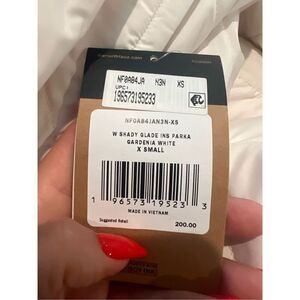 NF0A84JA N3N XS
UPC:
196573195233
NF0A84JAN3N-XS
W SHADY GLADE INS PARKA
GARDENIA WHITE
X SMALL
1 96573 19523 3
MADE IN VIETNAM
Suggested Retail
200.00